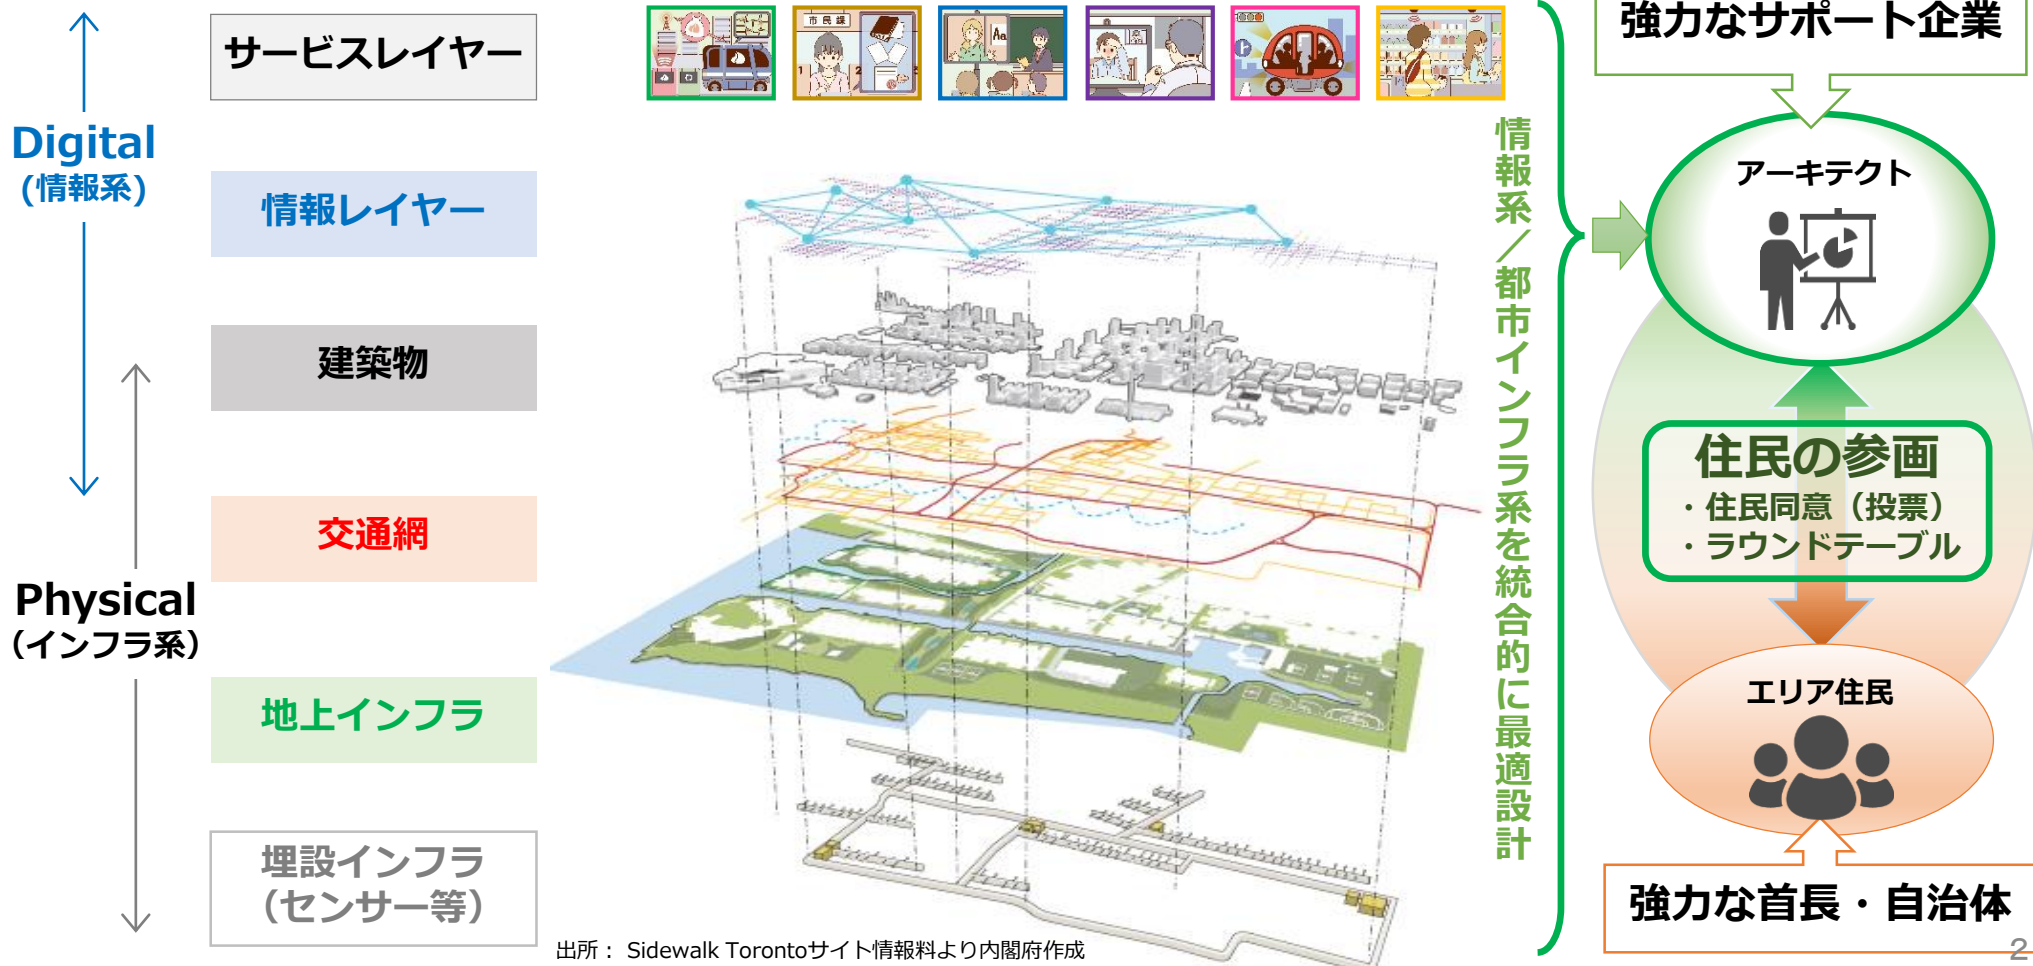 サービスレイヤー
Digital
(情報系)
情報レイヤー
建築物
交通網
Physical
(インフラ系)
地上インフラ
埋設インフラ
(センサー等)
市民課
1
2
Aa
情報系/都市インフラ系を統合的に最適設計
出所: Sidewalk Torontoサイト情報料より内閣府作成
強力なサポート企業
アーキテクト
住民の参画
・住民同意(投票)
・ラウンドテーブル
エリア住民
強力な首長・自治体
2